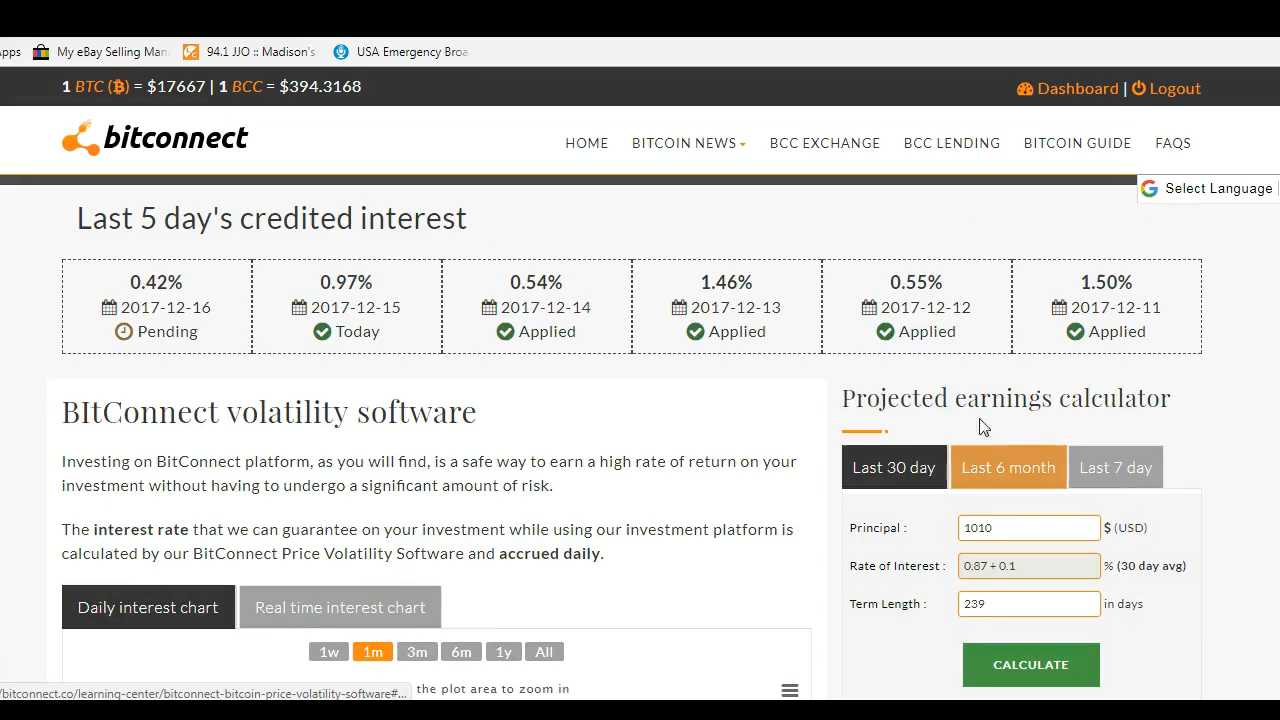 pps My eBay Selling Man 94.1 JJO :: Madison's USA Emergency Broa
1 BTC (₿) = $17667 | 1 BCC = $394.3168 Dashboard | Logout
bitconnect HOME BITCOIN NEWS BCC EXCHANGE BCC LENDING BITCOIN GUIDE FAQS
Select Language
Last 5 day's credited interest
0.42% 0.97% 0.54% 1.46% 0.55% 1.50%
2017-12-16 2017-12-15 2017-12-14 2017-12-13 2017-12-12 2017-12-11
Pending Today Applied Applied Applied Applied
BItConnect volatility software
Investing on BitConnect platform, as you will find, is a safe way to earn a high rate of return on your
investment without having to undergo a significant amount of risk.
The interest rate that we can guarantee on your investment while using our investment platform is
calculated by our BitConnect Price Volatility Software and accrued daily.
Daily interest chart Real time interest chart
1w 1m 3m 6m 1y All
the plot area to zoom in
/bitconnect.co/learning-center/bitconnect-bitcoin-price-volatility-software#...
Projected earnings calculator
Last 30 day Last 6 month Last 7 day
Principal : 1010 $ (USD)
Rate of Interest : 0.87 + 0.1 % (30 day avg)
Term Length : 239 in days
CALCULATE